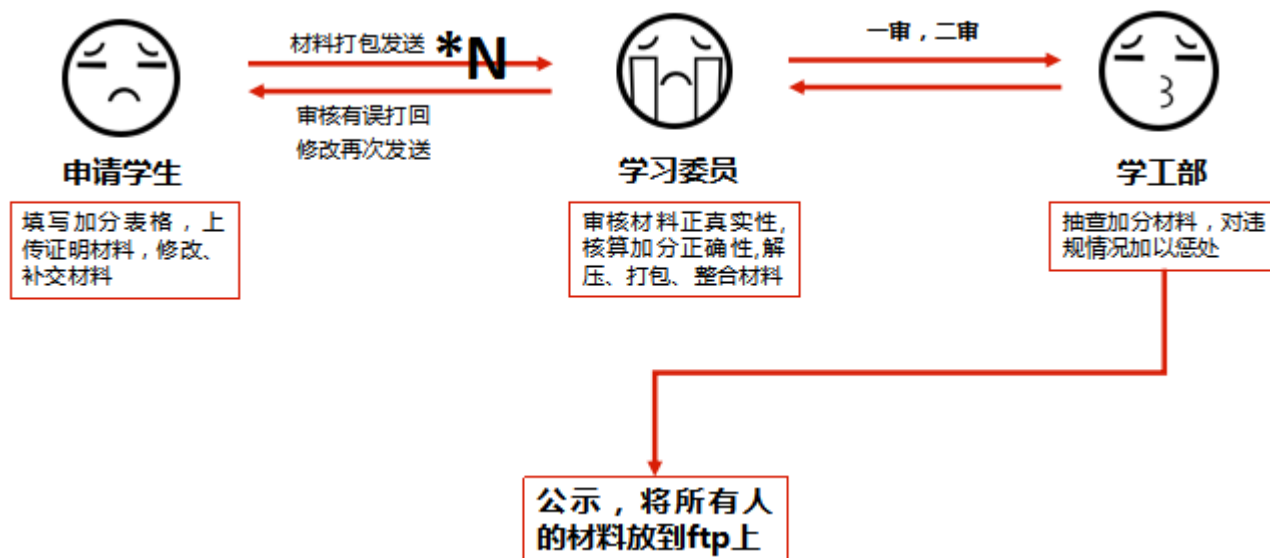 材料打包发送 *N
审核有误打回
修改再次发送
一审，二审
申请学生
学习委员
学工部
填写加分表格，上
传证明材料，修改、
补交材料
审核材料正真实性,
核算加分正确性,解
压、打包、整合材料
抽查加分材料，对违
规情况加以惩处
公示，将所有人
的材料放到ftp上